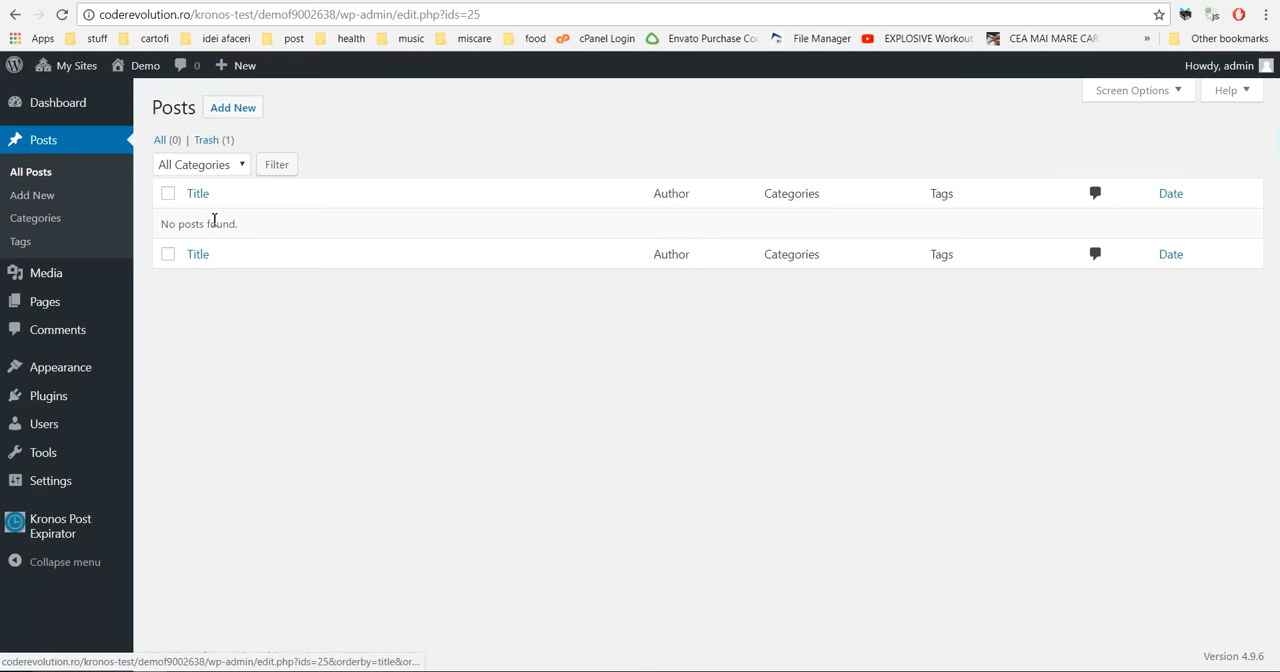 coderevolution.ro/kronos-test/demof9002638/wp-admin/edit.php?ids=25
Apps stuff cartofi idei afaceri post health music miscare food cPanel Login Envato Purchase Co File Manager EXPLOSIVE Workout CEA MAI MARE CAR » Other bookmarks
My Sites Demo 0 + New Howdy, admin
Screen Options ▼ Help ▼
Dashboard
Posts
All Posts
Add New
Categories
Tags
Media
Pages
Comments
Appearance
Plugins
Users
Tools
Settings
Kronos Post
Expirator
Collapse menu
Posts Add New
All (0) | Trash (1)
All Categories ▼ Filter
Title Author Categories Tags Date
No posts found.
Title Author Categories Tags Date
Version 4.9.6
coderevolution.ro/kronos-test/demof9002638/wp-admin/edit.php?ids=25&orderby=title&or...